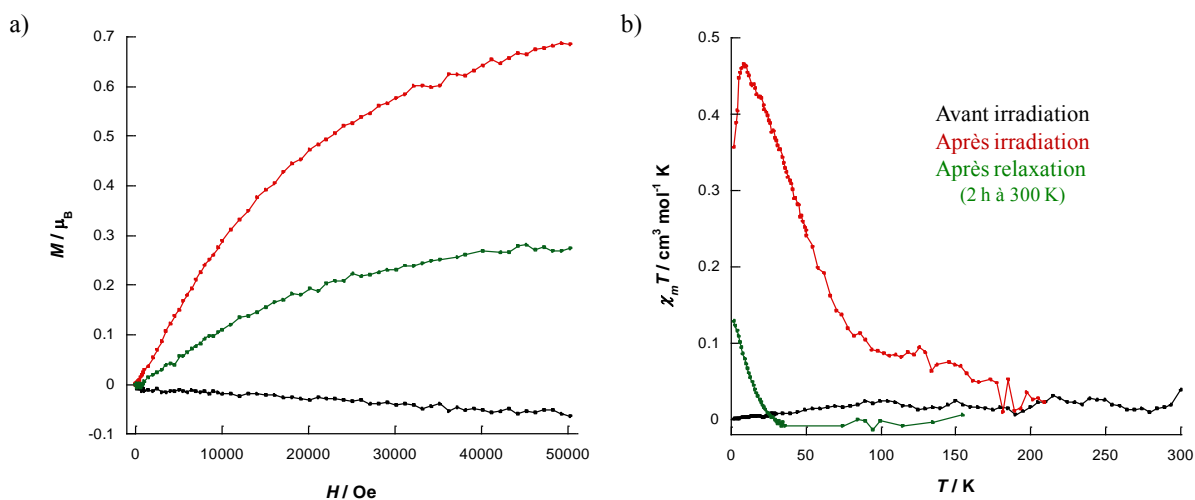 a)
0.7
0.6
0.5
0.4
0.3
0.2
0.1
0
-0.1
M / μB
0
10000
20000
30000
40000
50000
H / Oe
b)
0.5
0.4
0.3
0.2
0.1
0
χmT / cm³ mol⁻¹ K
0
50
100
150
200
250
300
T / K
Avant irradiation
Après irradiation
Après relaxation
(2 h à 300 K)